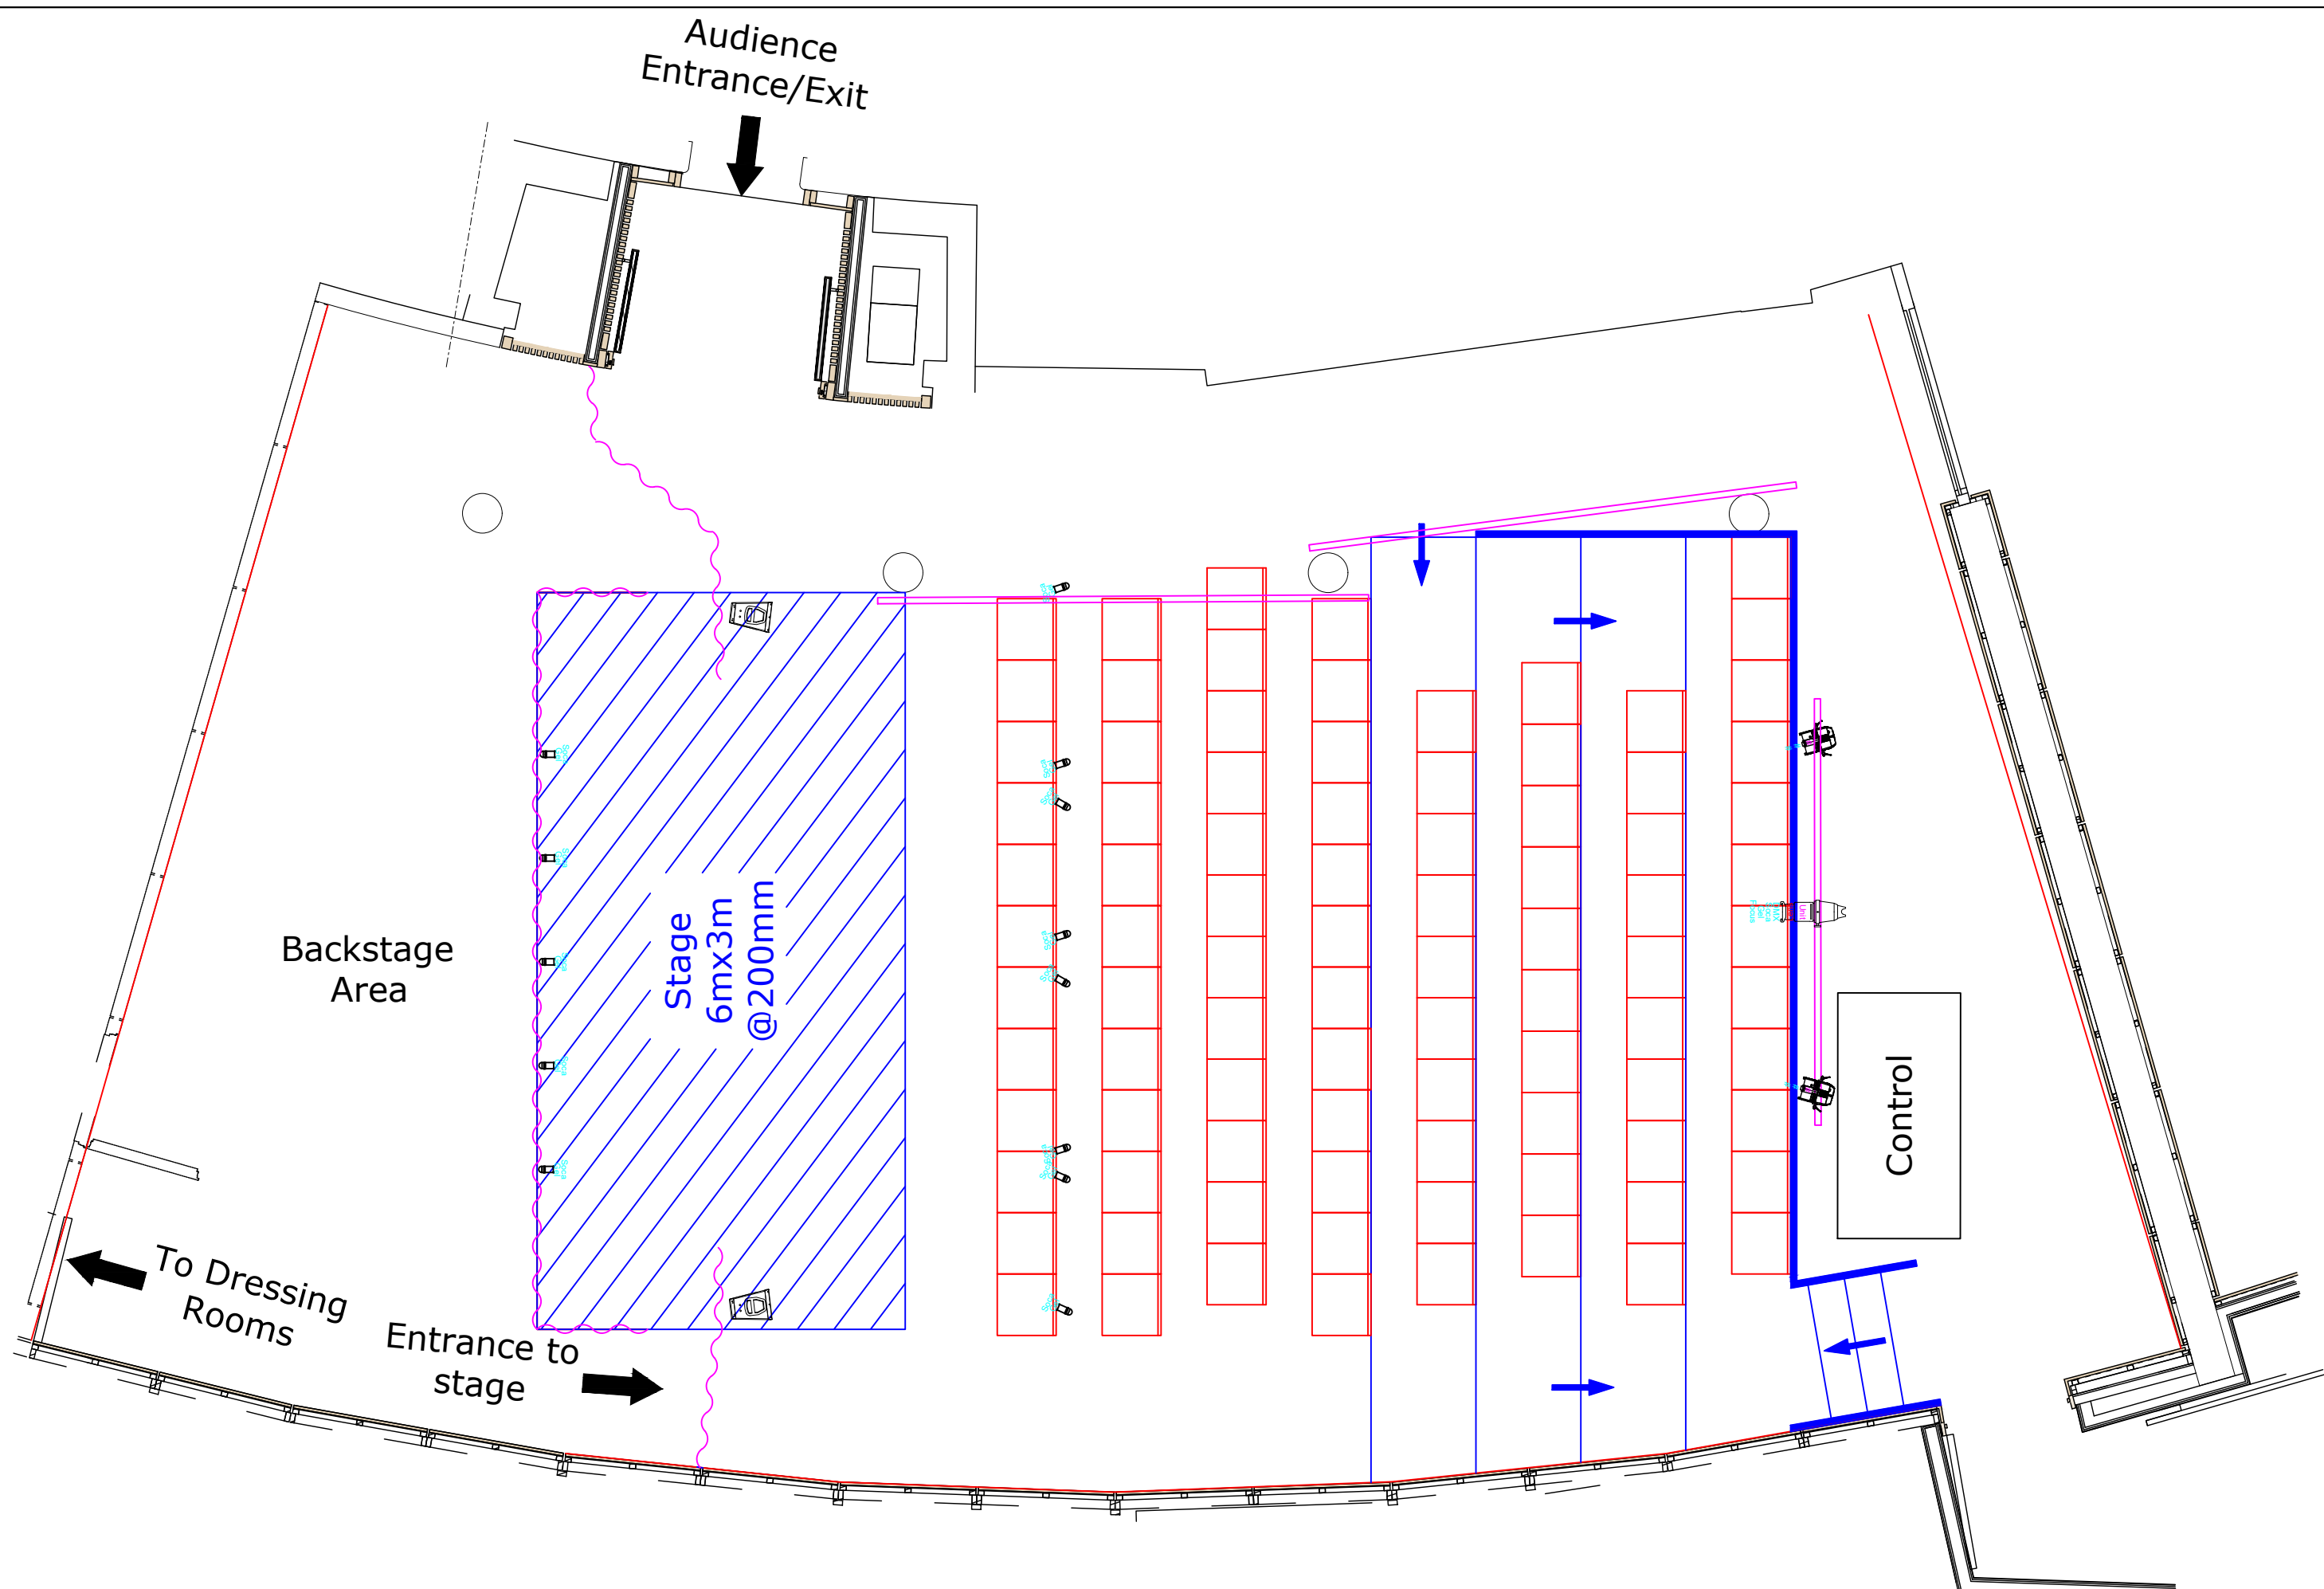 Audience
Entrance/Exit
Backstage
Area
Stage
6mx3m
@200mm
Control
To Dressing
Rooms
Entrance to
stage